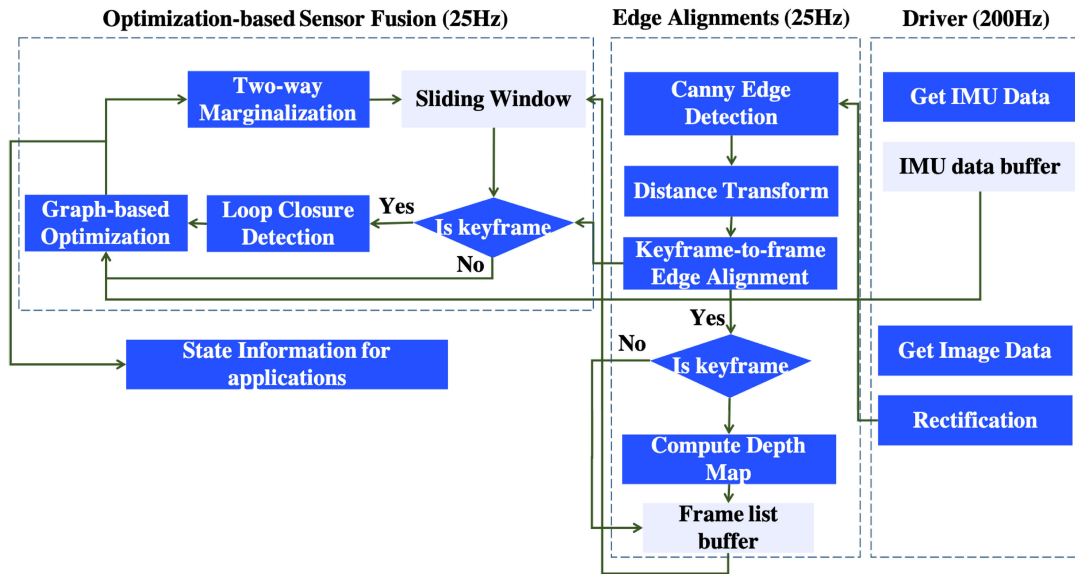 Optimization-based Sensor Fusion (25Hz)
Two-way
Marginalization
Sliding Window
Graph-based
Optimization
Loop Closure
Detection
Yes
Is keyframe
No
State Information for
applications
Edge Alignments (25Hz)
Canny Edge
Detection
Distance Transform
Keyframe-to-frame
Edge Alignment
Yes
No
Is keyframe
Compute Depth
Map
Frame list
buffer
Driver (200Hz)
Get IMU Data
IMU data buffer
Get Image Data
Rectification